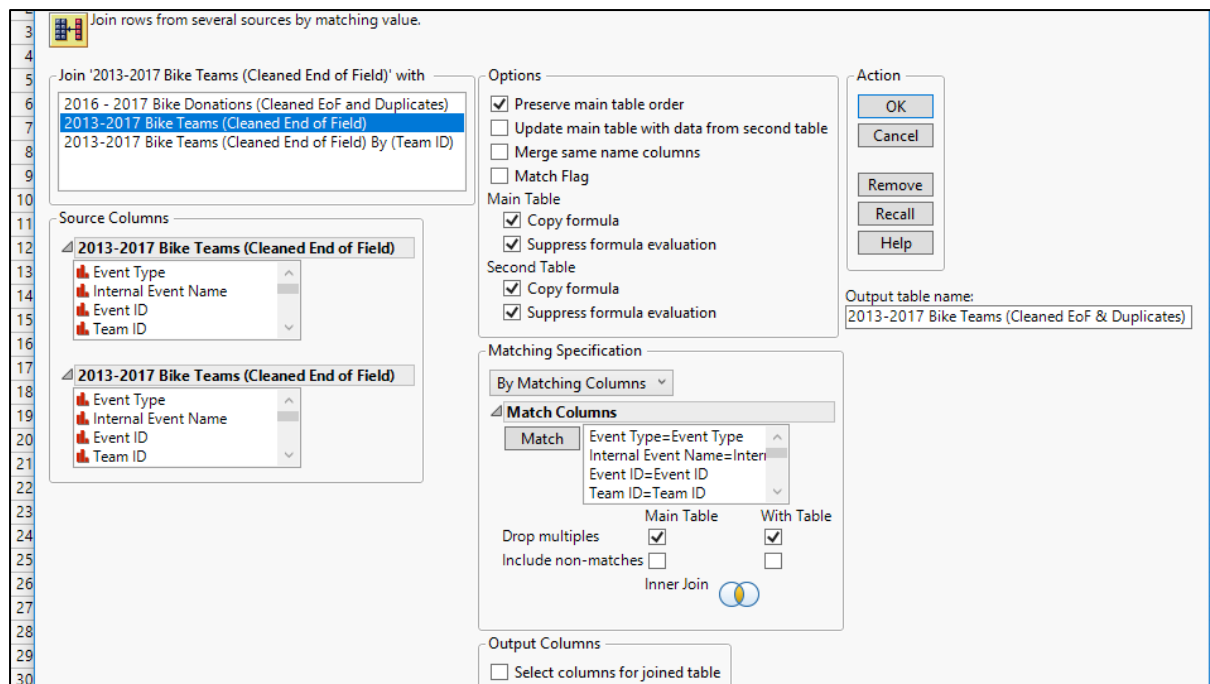 Join rows from several sources by matching value.
Join '2013-2017 Bike Teams (Cleaned End of Field)' with
2016 - 2017 Bike Donations (Cleaned EoF and Duplicates)
2013-2017 Bike Teams (Cleaned End of Field)
2013-2017 Bike Teams (Cleaned End of Field) By (Team ID)
Source Columns
2013-2017 Bike Teams (Cleaned End of Field)
Event Type
Internal Event Name
Event ID
Team ID
2013-2017 Bike Teams (Cleaned End of Field)
Event Type
Internal Event Name
Event ID
Team ID
Options
Preserve main table order
Update main table with data from second table
Merge same name columns
Match Flag
Main Table
Copy formula
Suppress formula evaluation
Second Table
Copy formula
Suppress formula evaluation
Matching Specification
By Matching Columns
Match Columns
Match
Event Type=Event Type
Internal Event Name=Intern
Event ID=Event ID
Team ID=Team ID
Main Table With Table
Drop multiples
Include non-matches
Inner Join
Output Columns
Select columns for joined table
Action
OK
Cancel
Remove
Recall
Help
Output table name:
2013-2017 Bike Teams (Cleaned EoF & Duplicates)
3
4
5
6
7
8
9
10
11
12
13
14
15
16
17
18
19
20
21
22
23
24
25
26
27
28
29
30